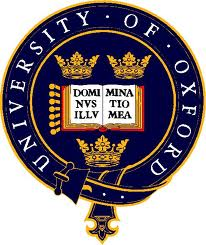 UNIVERSITY · OF · OXFORD
DOMI MINA
NVS TIO
ILLV MEA